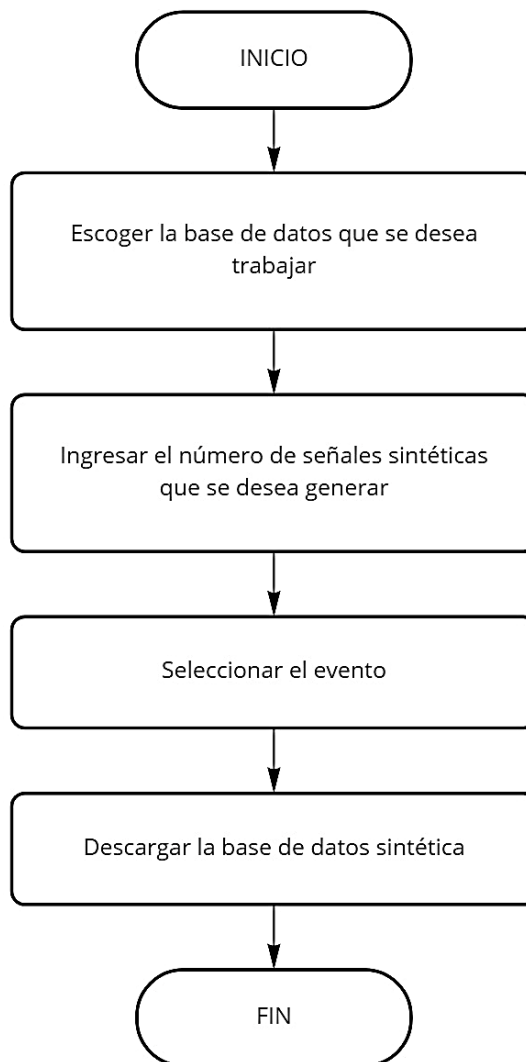 INICIO
Escoger la base de datos que se desea
trabajar
Ingresar el número de señales sintéticas
que se desea generar
Seleccionar el evento
Descargar la base de datos sintética
FIN